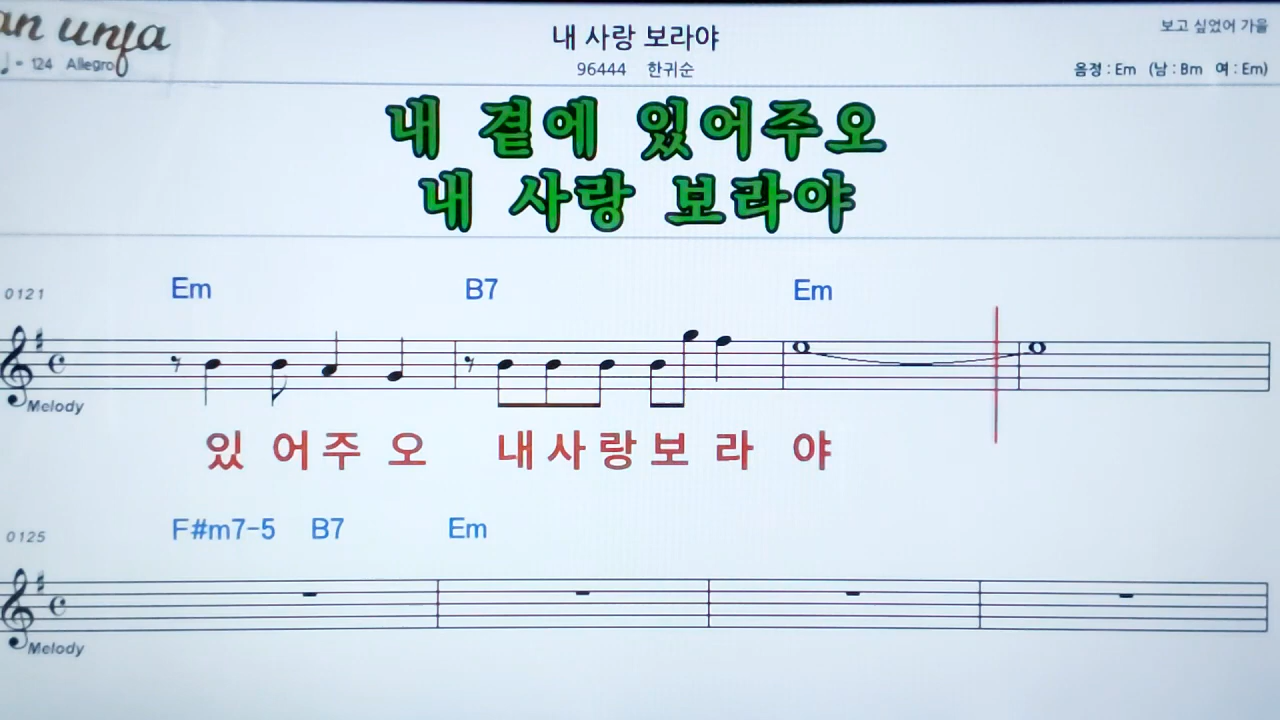 an unfa
♩= 124 Allegro
내 사랑 보라야
96444 한귀순
보고 싶었어 가을
음정 : Em (남 : Bm 여 : Em)
내 곁에 있어주오
내 사랑 보라야
0121 Em B7 Em
Melody
있 어 주 오 내 사 랑 보 라 야
0125 F#m7-5 B7 Em
Melody